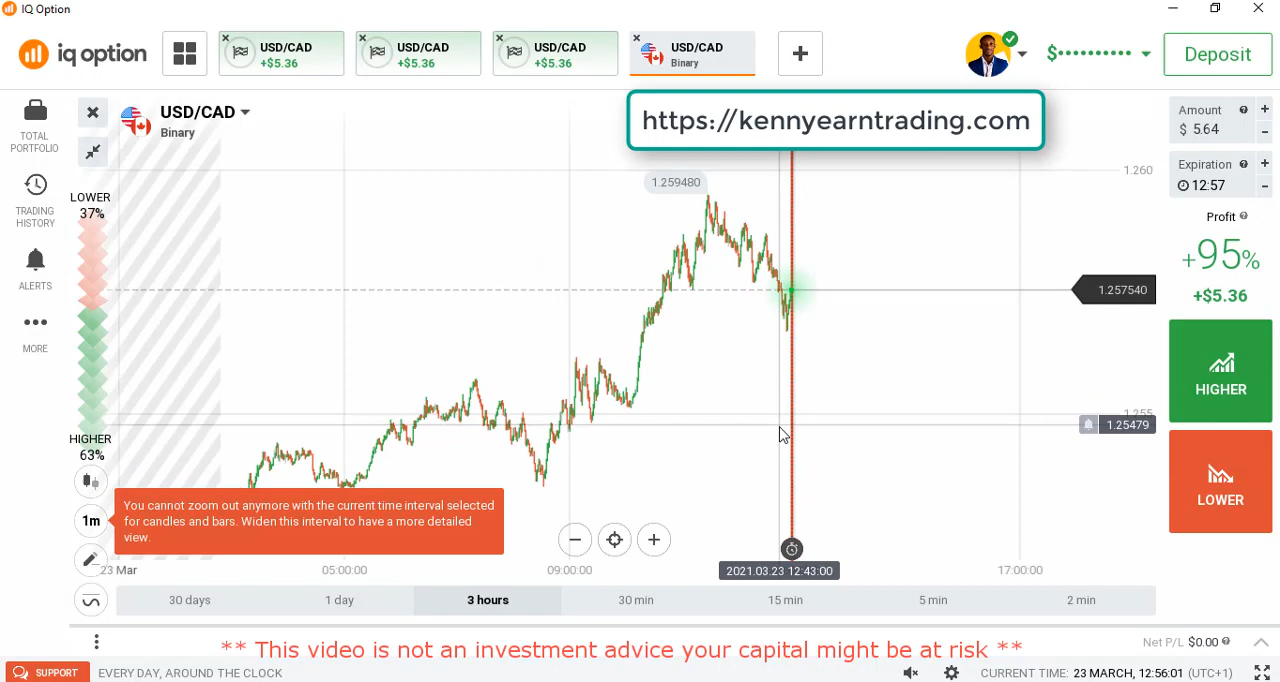 IQ Option
iq option
USD/CAD
+$5.36
USD/CAD
+$5.36
USD/CAD
+$5.36
USD/CAD
Binary
$••••••••••
Deposit
TOTAL
PORTFOLIO
TRADING
HISTORY
ALERTS
MORE
USD/CAD
Binary
https://kennyearntrading.com
LOWER
37%
HIGHER
63%
1m
1.259480
1.260
1.257540
1.255
1.25479
You cannot zoom out anymore with the current time interval selected
for candles and bars. Widen this interval to have a more detailed
view.
23 Mar
05:00:00
09:00:00
2021.03.23 12:43:00
17:00:00
30 days
1 day
3 hours
30 min
15 min
5 min
2 min
Amount
$ 5.64
Expiration
12:57
Profit
+95%
+$5.36
HIGHER
LOWER
** This video is not an investment advice your capital might be at risk **
Net P/L $0.00
SUPPORT
EVERY DAY, AROUND THE CLOCK
CURRENT TIME: 23 MARCH, 12:56:01 (UTC+1)